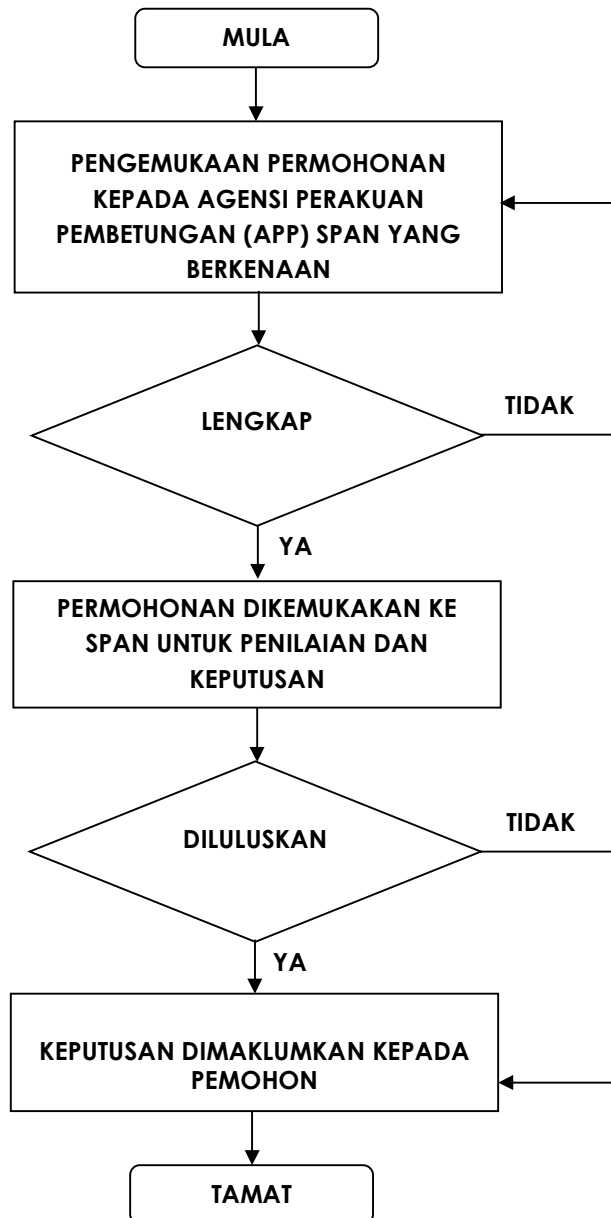 MULA
PENGEMUKAAN PERMOHONAN
KEPADA AGENSI PERAKUAN
PEMBETUNGAN (APP) SPAN YANG
BERKENAAN
LENGKAP
TIDAK
YA
PERMOHONAN DIKEMUKAKAN KE
SPAN UNTUK PENILAIAN DAN
KEPUTUSAN
DILULUSKAN
TIDAK
YA
KEPUTUSAN DIMAKLUMKAN KEPADA
PEMOHON
TAMAT